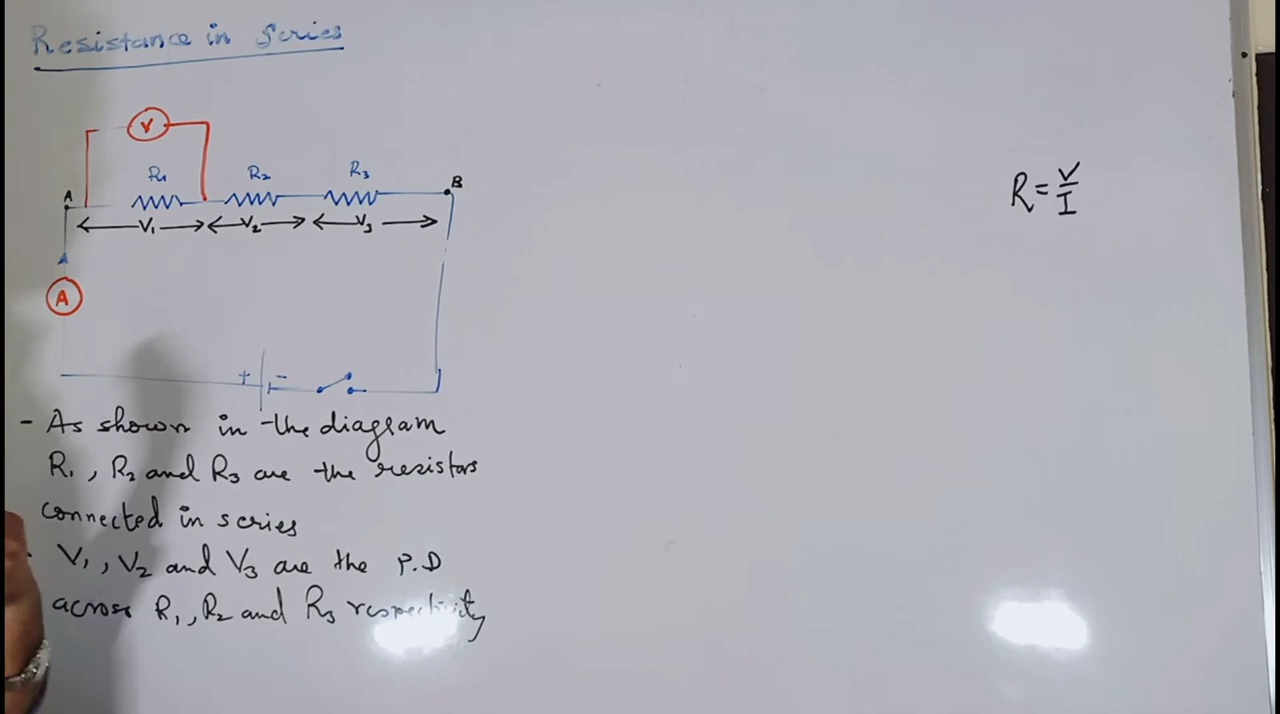 Resistance in Series
V
R₁ R₂ R₃
A B
V₁ V₂ V₃
R = V/I
A
+ -
- As shown in the diagram
R₁, R₂ and R₃ are the resistors
connected in series
- V₁, V₂ and V₃ are the P.D
across R₁, R₂ and R₃ respectivity